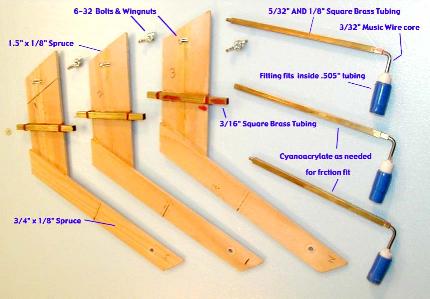 6-32 Bolts & Wingnuts
5/32" AND 1/8" Square Brass Tubing
3/32" Music Wire core
1.5" x 1/8" Spruce
Fitting fits inside .505" tubing
3/16" Square Brass Tubing
Cyanoacrylate as needed
for frction fit
3/4" x 1/8" Spruce
3